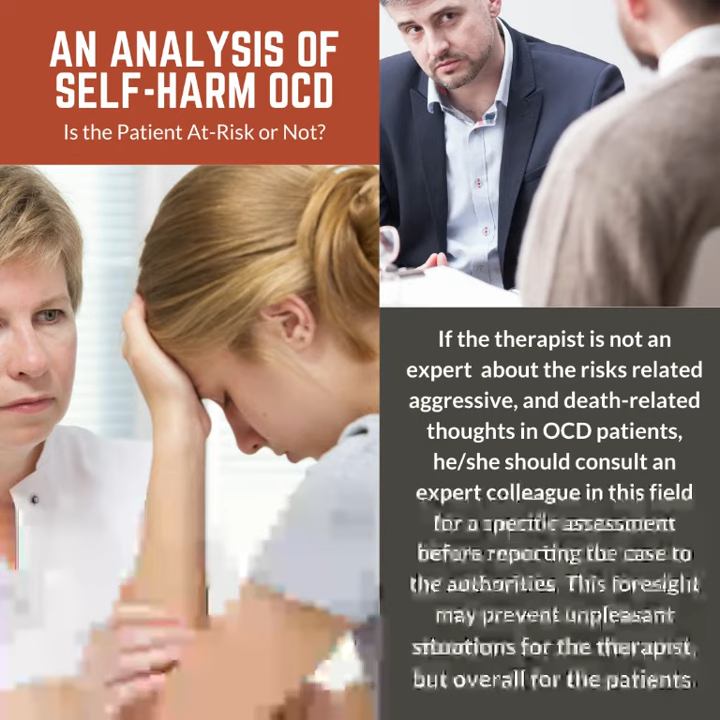 AN ANALYSIS OF
SELF-HARM OCD
Is the Patient At-Risk or Not?
If the therapist is not an
expert about the risks related
aggressive, and death-related
thoughts in OCD patients,
he/she should consult an
expert colleague in this field
for a specific assessment
before reporting the case to
the authorities. This foresight
may prevent unpleasant
situations for the therapist,
but overall for the patients.